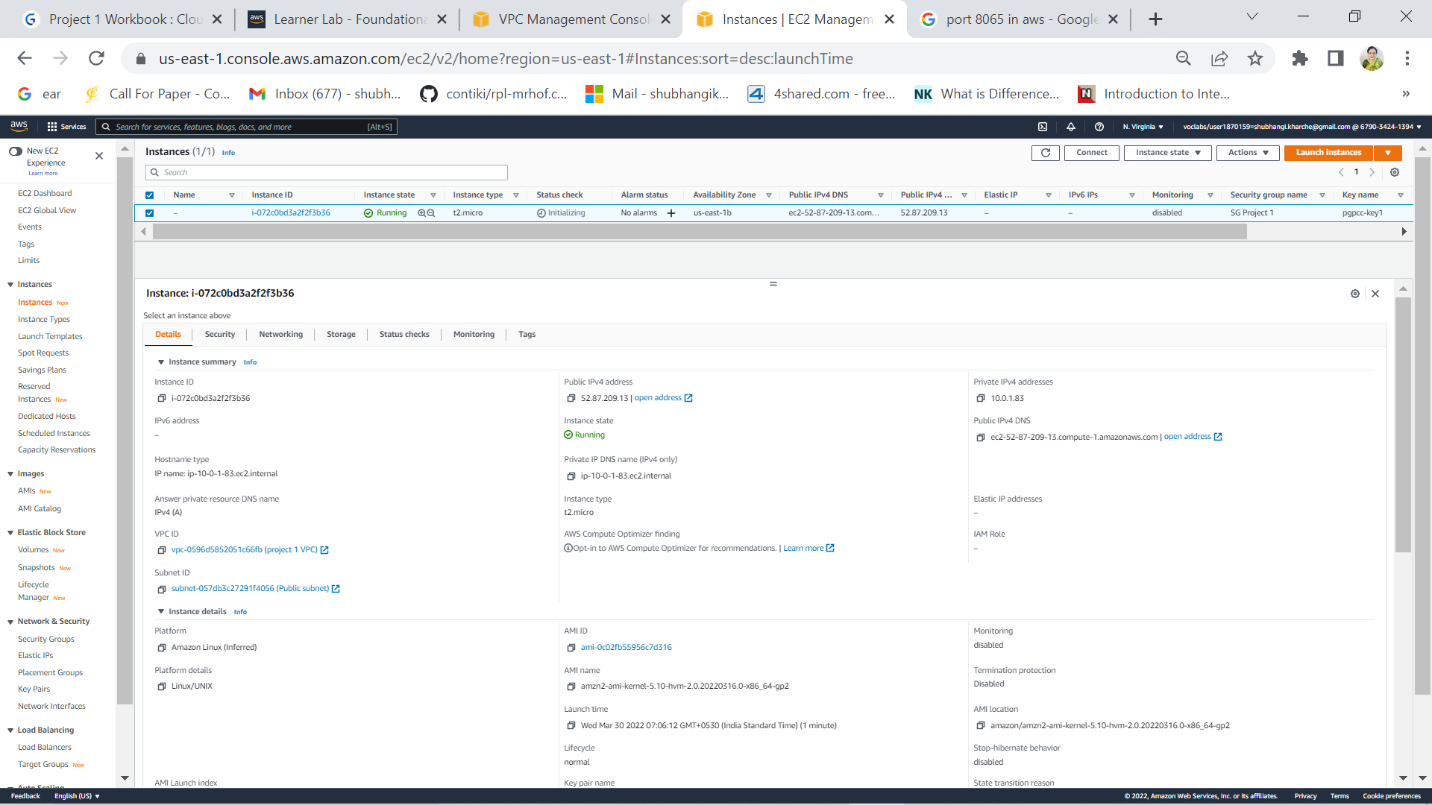 Project 1 Workbook : Clou
Learner Lab - Foundationa
VPC Management Consol
Instances | EC2 Managem
port 8065 in aws - Google
us-east-1.console.aws.amazon.com/ec2/v2/home?region=us-east-1#Instances:sort=desc:launchTime
ear
Call For Paper - Co...
Inbox (677) - shubh...
contiki/rpl-mrhof.c...
Mail - shubhangik...
4shared.com - free...
NK What is Difference...
Introduction to Inte...
»
aws Services Search for services, features, blogs, docs, and more [Alt+S] N. Virginia voclabs/user1870159=shubhangi.kharche@gmail.com @ 6790-3424-1394
New EC2
Experience
Learn more
EC2 Dashboard
EC2 Global View
Events
Tags
Limits
Instances
Instances New
Instance Types
Launch Templates
Spot Requests
Savings Plans
Reserved
Instances New
Dedicated Hosts
Scheduled Instances
Capacity Reservations
Images
AMIs New
AMI Catalog
Elastic Block Store
Volumes New
Snapshots New
Lifecycle
Manager New
Network & Security
Security Groups
Elastic IPs
Placement Groups
Key Pairs
Network Interfaces
Load Balancing
Load Balancers
Target Groups New
Auto Scaling
Instances (1/1) Info
Connect Instance state Actions Launch instances
Search
1
Name Instance ID Instance state Instance type Status check Alarm status Availability Zone Public IPv4 DNS Public IPv4 ... Elastic IP IPv6 IPs Monitoring Security group name Key name
– i-072c0bd3a2f2f3b36 Running t2.micro Initializing No alarms + us-east-1b ec2-52-87-209-13.com... 52.87.209.13 – – disabled SG Project 1 pgpcc-key1
Instance: i-072c0bd3a2f2f3b36
Select an instance above
Details Security Networking Storage Status checks Monitoring Tags
Instance summary Info
Instance ID
i-072c0bd3a2f2f3b36
Public IPv4 address
52.87.209.13 | open address
Private IPv4 addresses
10.0.1.83
IPv6 address
–
Instance state
Running
Public IPv4 DNS
ec2-52-87-209-13.compute-1.amazonaws.com | open address
Hostname type
IP name: ip-10-0-1-83.ec2.internal
Private IP DNS name (IPv4 only)
ip-10-0-1-83.ec2.internal
Answer private resource DNS name
IPv4 (A)
Instance type
t2.micro
Elastic IP addresses
–
VPC ID
vpc-0596d5852051c66fb (project 1 VPC)
AWS Compute Optimizer finding
Opt-in to AWS Compute Optimizer for recommendations. | Learn more
IAM Role
–
Subnet ID
subnet-057db3c27291f4056 (Public subnet)
Instance details Info
Platform
Amazon Linux (Inferred)
AMI ID
ami-0c02fb55956c7d316
Monitoring
disabled
Platform details
Linux/UNIX
AMI name
amzn2-ami-kernel-5.10-hvm-2.0.20220316.0-x86_64-gp2
Termination protection
Disabled
Launch time
Wed Mar 30 2022 07:06:12 GMT+0530 (India Standard Time) (1 minute)
AMI location
amazon/amzn2-ami-kernel-5.10-hvm-2.0.20220316.0-x86_64-gp2
Lifecycle
normal
Stop-hibernate behavior
disabled
AMI Launch index
Key pair name
State transition reason
Feedback English (US) © 2022, Amazon Web Services, Inc. or its affiliates. Privacy Terms Cookie preferences